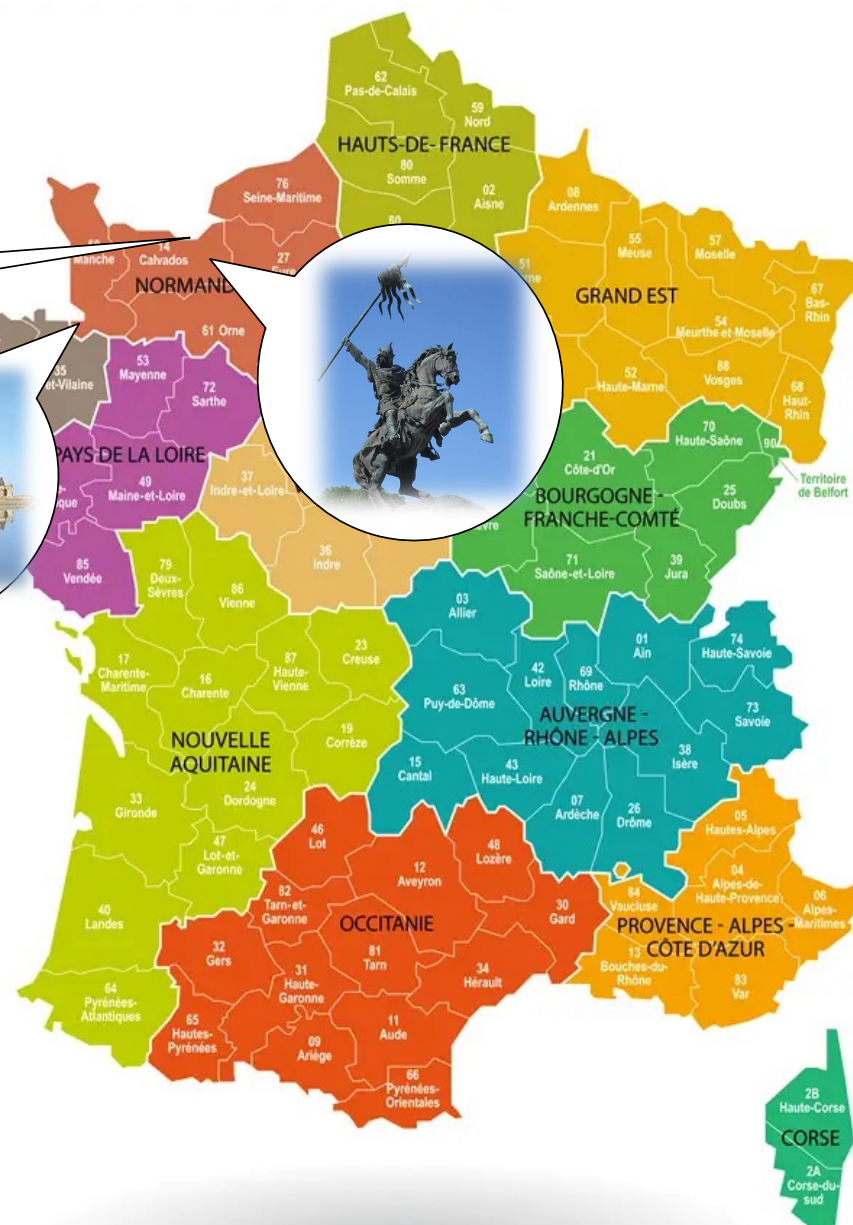 62
Pas-de-Calais
59
Nord
HAUTS-DE-FRANCE
80
Somme
02
Aisne
60
76
Seine-Maritime
08
Ardennes
50
Manche
14
Calvados
27
Eure
NORMAND
61 Orne
51
rne
55
Meuse
57
Moselle
67
Bas-
Rhin
GRAND EST
54
Meurthe-et-Moselle
52
Haute-Marne
88
Vosges
68
Haut-
Rhin
35
et-Vilaine
53
Mayenne
72
Sarthe
PAYS DE LA LOIRE
49
Maine-et-Loire
que
85
Vendée
37
Indre-et-Loire
36
Indre
21
Côte-d'Or
70
Haute-Saône
90
Territoire
de Belfort
BOURGOGNE -
FRANCHE-COMTÉ
25
Doubs
èvre
71
Saône-et-Loire
39
Jura
79
Deux-
Sèvres
86
Vienne
17
Charente-
Maritime
16
Charente
87
Haute-
Vienne
23
Creuse
NOUVELLE
AQUITAINE
19
Corrèze
24
Dordogne
33
Gironde
47
Lot-et-
Garonne
40
Landes
64
Pyrénées-
Atlantiques
03
Allier
63
Puy-de-Dôme
42
Loire
69
Rhône
01
Ain
74
Haute-Savoie
73
Savoie
AUVERGNE -
RHÔNE - ALPES
38
Isère
15
Cantal
43
Haute-Loire
07
Ardèche
26
Drôme
46
Lot
48
Lozère
12
Aveyron
82
Tarn-et-
Garonne
OCCITANIE
30
Gard
32
Gers
81
Tarn
31
Haute-
Garonne
34
Hérault
65
Hautes-
Pyrénées
09
Ariège
11
Aude
66
Pyrénées-
Orientales
05
Hautes-Alpes
04
Alpes-de-
Haute-Provence
06
Alpes-
Maritimes
84
Vaucluse
PROVENCE - ALPES -
CÔTE D'AZUR
13
Bouches-du-
Rhône
83
Var
2B
Haute-Corse
CORSE
2A
Corse-du-
sud